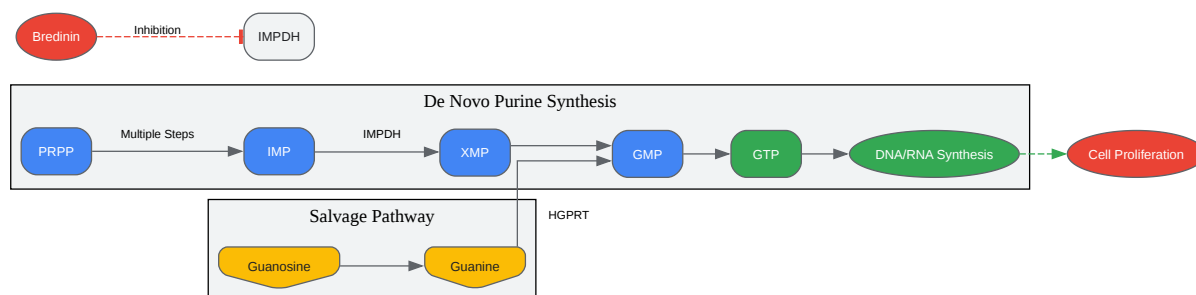 Bredinin
Inhibition
IMPDH
De Novo Purine Synthesis
PRPP
Multiple Steps
IMP
IMPDH
XMP
GMP
GTP
DNA/RNA Synthesis
Cell Proliferation
Salvage Pathway
HGPRT
Guanosine
Guanine